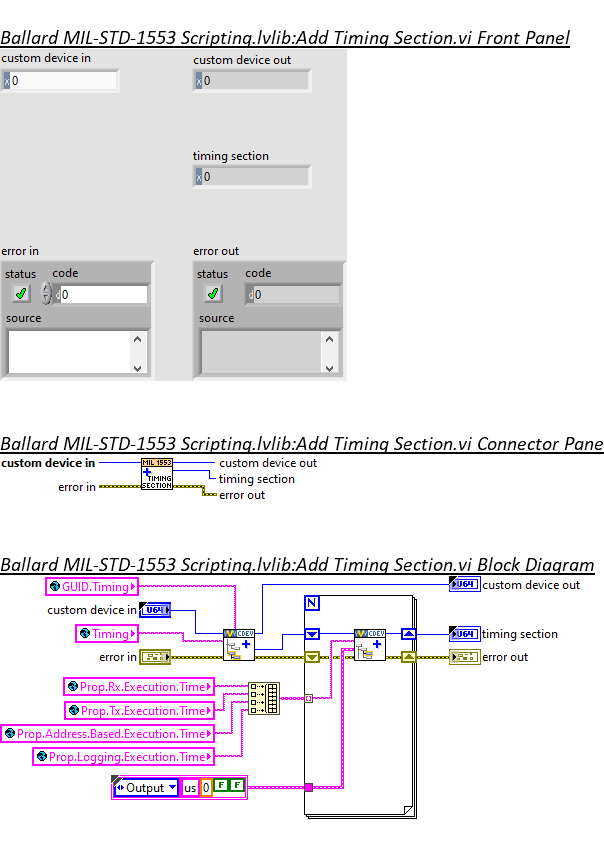 Ballard MIL-STD-1553 Scripting.lvlib:Add Timing Section.vi Front Panel
custom device in
custom device out
x 0
x 0
timing section
x 0
error in
error out
status code
status code
d 0
d 0
source
source
Ballard MIL-STD-1553 Scripting.lvlib:Add Timing Section.vi Connector Pane
custom device in
MIL 1553
custom device out
TIMING
timing section
error in
SECTION
error out
Ballard MIL-STD-1553 Scripting.lvlib:Add Timing Section.vi Block Diagram
GUID.Timing
U64
custom device out
N
custom device in
U64
Timing
CDEV
CDEV
U64
timing section
error in
error out
Prop.Rx.Execution.Time
Prop.Tx.Execution.Time
Prop.Address.Based.Execution.Time
Prop.Logging.Execution.Time
Output us 0 F F